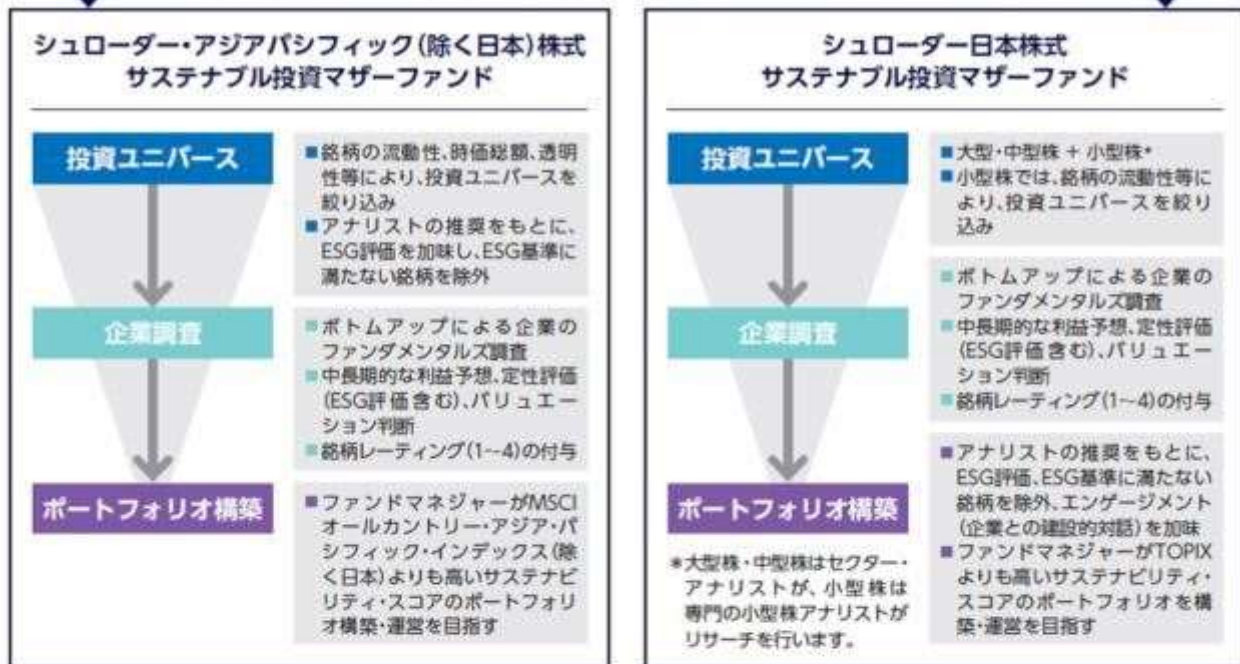 シュローダー・アジアパシフィック(除く日本)株式
サステナブル投資マザーファンド
投資ユニバース
■銘柄の流動性、時価総額、透明
性等により、投資ユニバースを
絞り込み
■アナリストの推奨をもとに、
ESG評価を加味し、ESG基準に
満たない銘柄を除外
企業調査
■ボトムアップによる企業の
ファンダメンタルズ調査
■中長期的な利益予想、定性評価
(ESG評価含む)、バリュエー
ション判断
■銘柄レーティング(1〜4)の付与
ポートフォリオ構築
■ファンドマネジャーがMSCI
オールカントリー・アジア・パ
シフィック・インデックス(除
く日本)よりも高いサステナビ
リティ・スコアのポートフォリ
オ構築・運営を目指す
シュローダー日本株式
サステナブル投資マザーファンド
投資ユニバース
■大型・中型株 + 小型株*
■小型株では、銘柄の流動性等に
より、投資ユニバースを絞り
込み
企業調査
■ボトムアップによる企業の
ファンダメンタルズ調査
■中長期的な利益予想、定性評価
(ESG評価含む)、バリュエー
ション判断
■銘柄レーティング(1〜4)の付与
ポートフォリオ構築
■アナリストの推奨をもとに、
ESG評価、ESG基準に満たない
銘柄を除外、エンゲージメント
(企業との建設的対話)を加味
■ファンドマネジャーがTOPIX
よりも高いサステナビリティ・
スコアのポートフォリオを構
築・運営を目指す
*大型株・中型株はセクター・
アナリストが、小型株は
専門の小型株アナリストが
リサーチを行います。